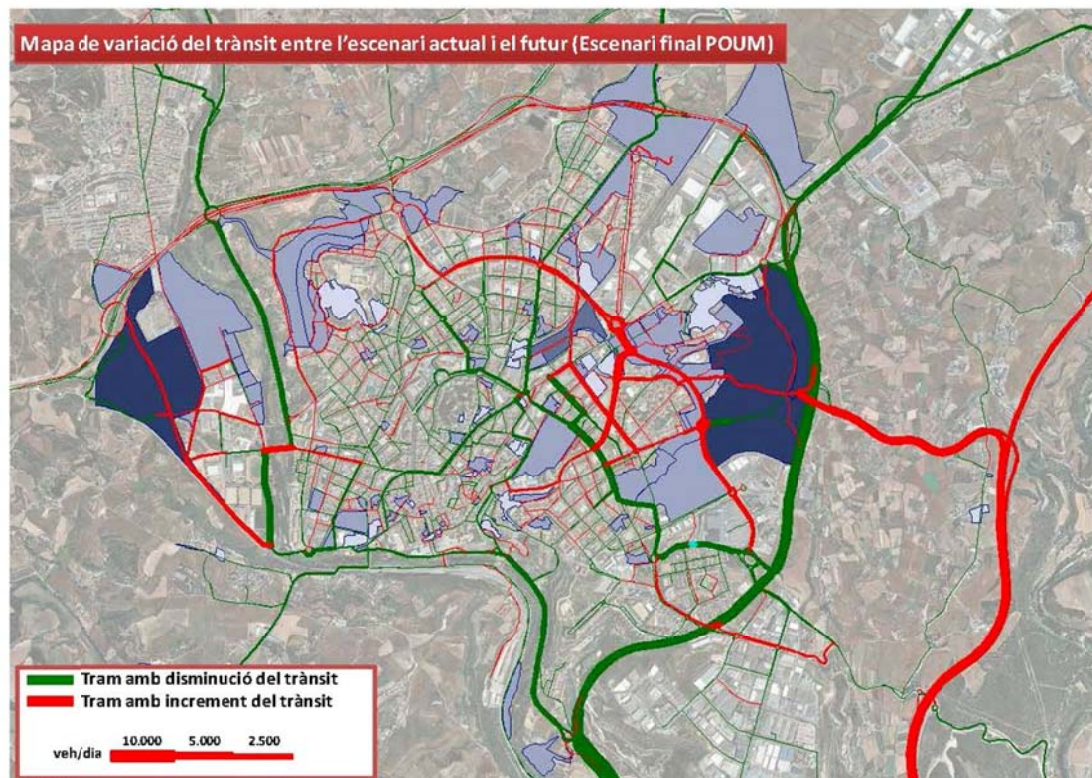 Mapa de variació del trànsit entre l'escenari actual i el futur (Escenari final POUM)
Tram amb disminució del trànsit
Tram amb increment del trànsit
10.000 5.000 2.500
veh/dia